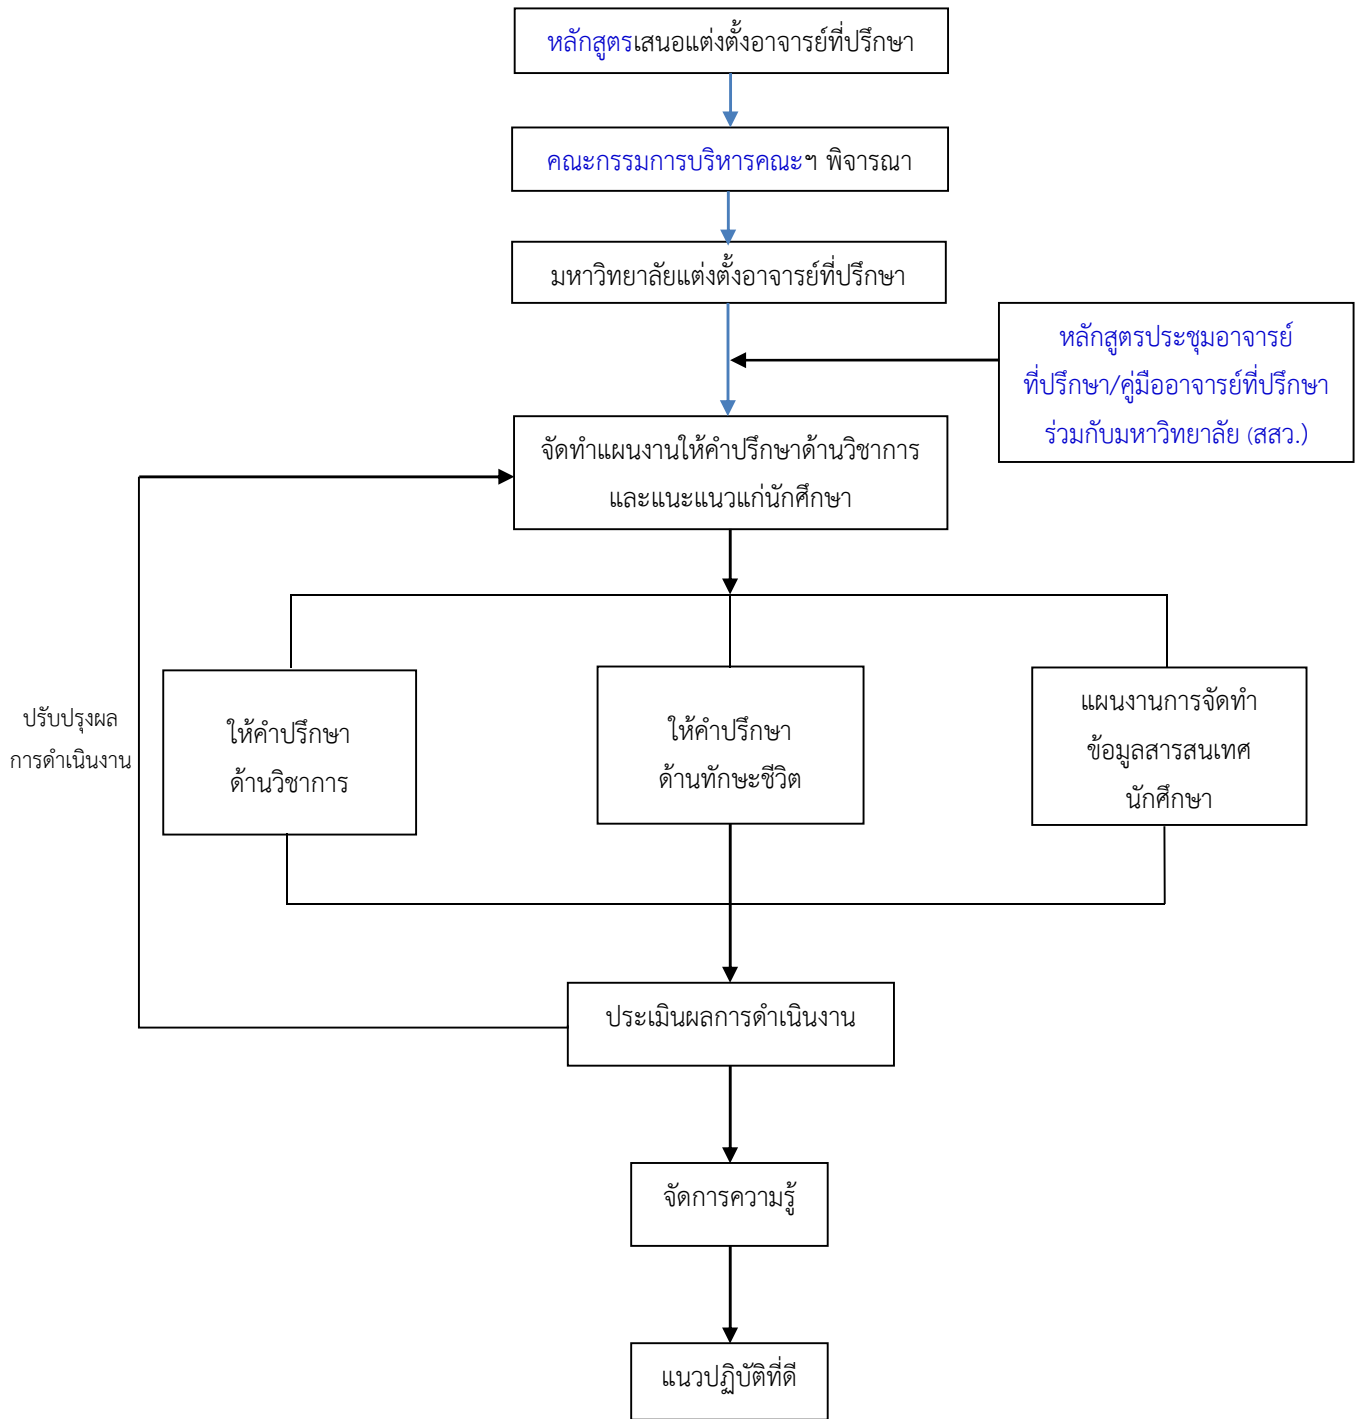 หลักสูตรเสนอแต่งตั้งอาจารย์ที่ปรึกษา
คณะกรรมการบริหารคณะฯ พิจารณา
มหาวิทยาลัยแต่งตั้งอาจารย์ที่ปรึกษา
หลักสูตรประชุมอาจารย์
ที่ปรึกษา/คู่มืออาจารย์ที่ปรึกษา
ร่วมกับมหาวิทยาลัย (สสว.)
จัดทำแผนงานให้คำปรึกษาด้านวิชาการ
และแนะแนวแก่นักศึกษา
ปรับปรุงผล
การดำเนินงาน
ให้คำปรึกษา
ด้านวิชาการ
ให้คำปรึกษา
ด้านทักษะชีวิต
แผนงานการจัดทำ
ข้อมูลสารสนเทศ
นักศึกษา
ประเมินผลการดำเนินงาน
จัดการความรู้
แนวปฏิบัติที่ดี